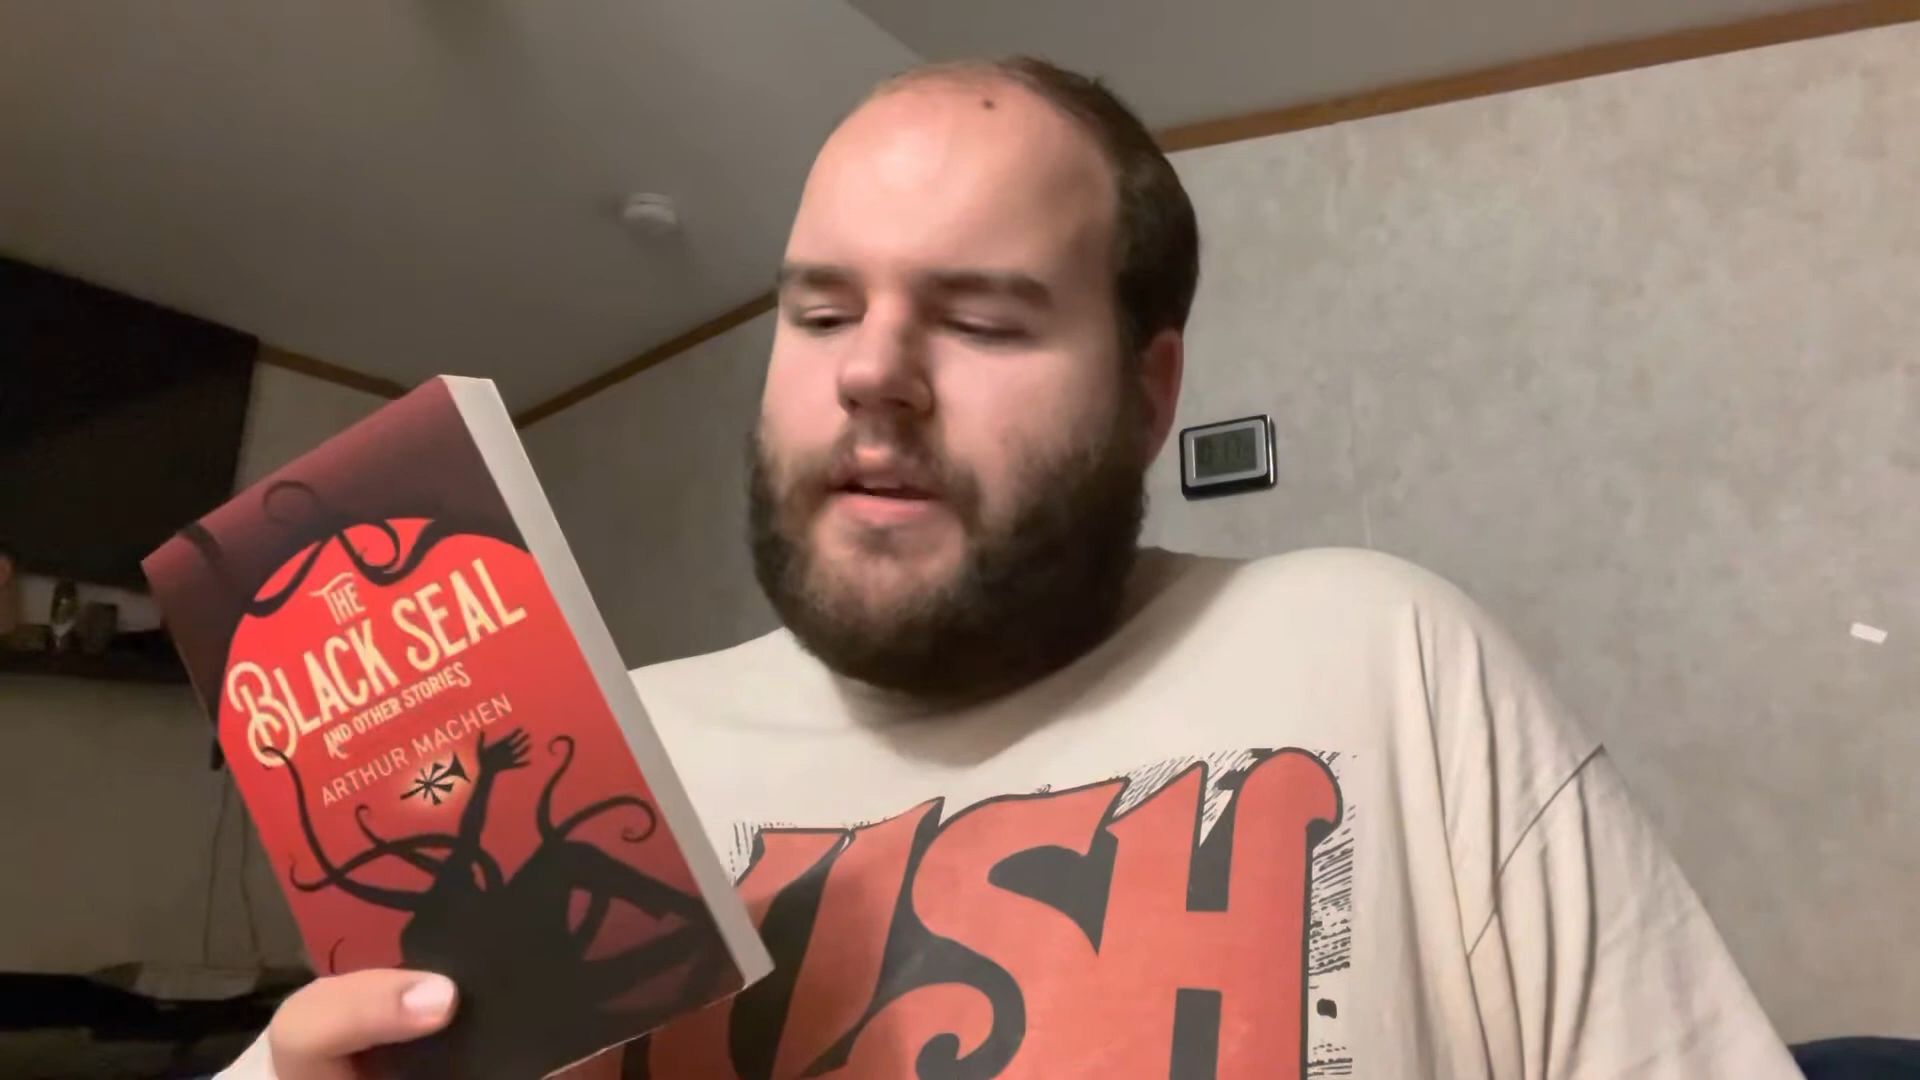 THE
BLACK SEAL
AND OTHER STORIES
ARTHUR MACHEN
USH